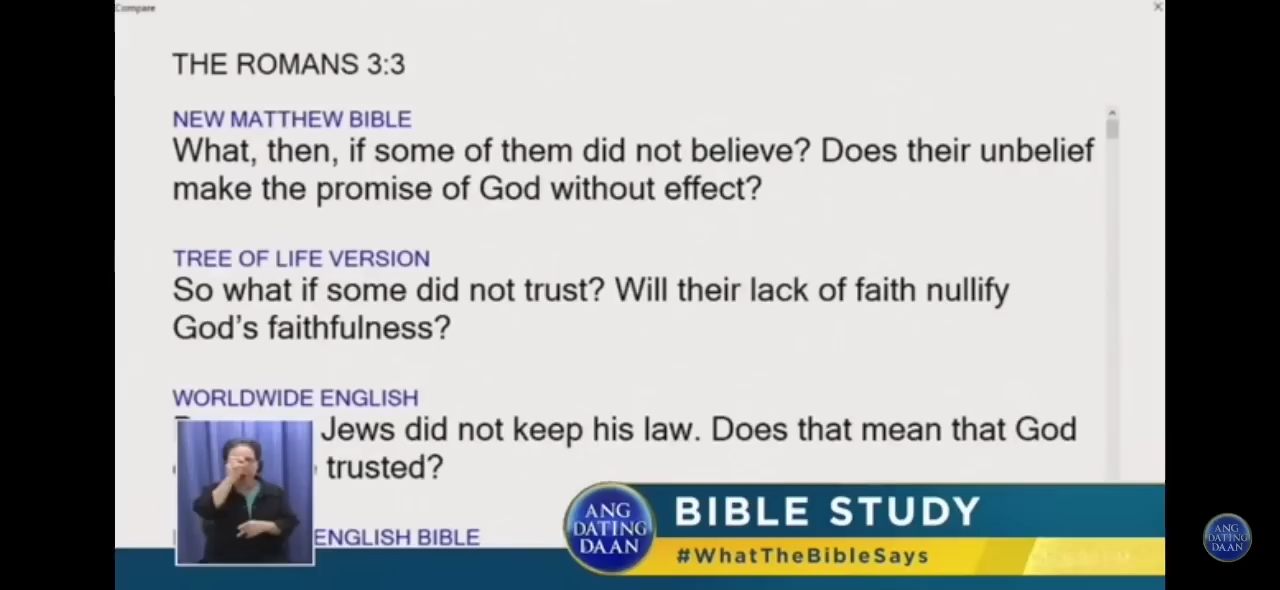 Compare
THE ROMANS 3:3
NEW MATTHEW BIBLE
What, then, if some of them did not believe? Does their unbelief
make the promise of God without effect?
TREE OF LIFE VERSION
So what if some did not trust? Will their lack of faith nullify
God's faithfulness?
WORLDWIDE ENGLISH
Jews did not keep his law. Does that mean that God
trusted?
ENGLISH BIBLE
ANG
DATING
DAAN
BIBLE STUDY
#WhatTheBibleSays
ANG
DATING
DAAN